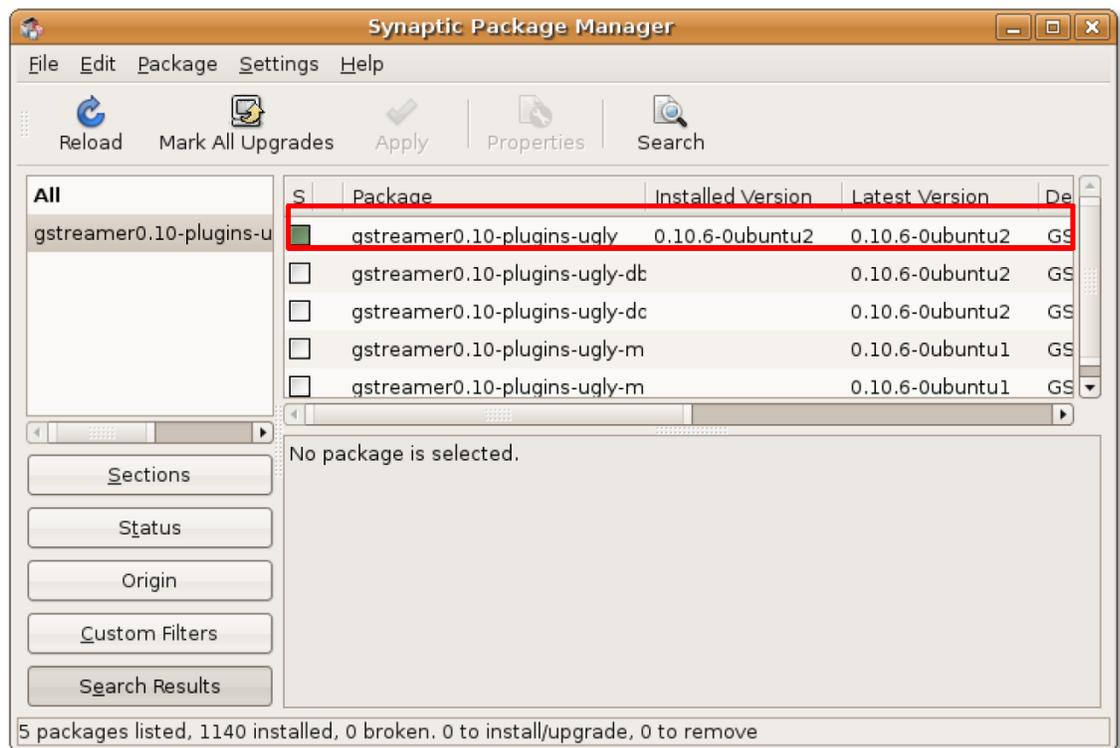 Synaptic Package Manager
File Edit Package Settings Help
Reload Mark All Upgrades Apply Properties Search
All
gstreamer0.10-plugins-u
S Package Installed Version Latest Version De
gstreamer0.10-plugins-ugly 0.10.6-0ubuntu2 0.10.6-0ubuntu2 GS
gstreamer0.10-plugins-ugly-db 0.10.6-0ubuntu2 GS
gstreamer0.10-plugins-ugly-dc 0.10.6-0ubuntu2 GS
gstreamer0.10-plugins-ugly-m 0.10.6-0ubuntu1 GS
gstreamer0.10-plugins-ugly-m 0.10.6-0ubuntu1 GS
No package is selected.
Sections
Status
Origin
Custom Filters
Search Results
5 packages listed, 1140 installed, 0 broken. 0 to install/upgrade, 0 to remove